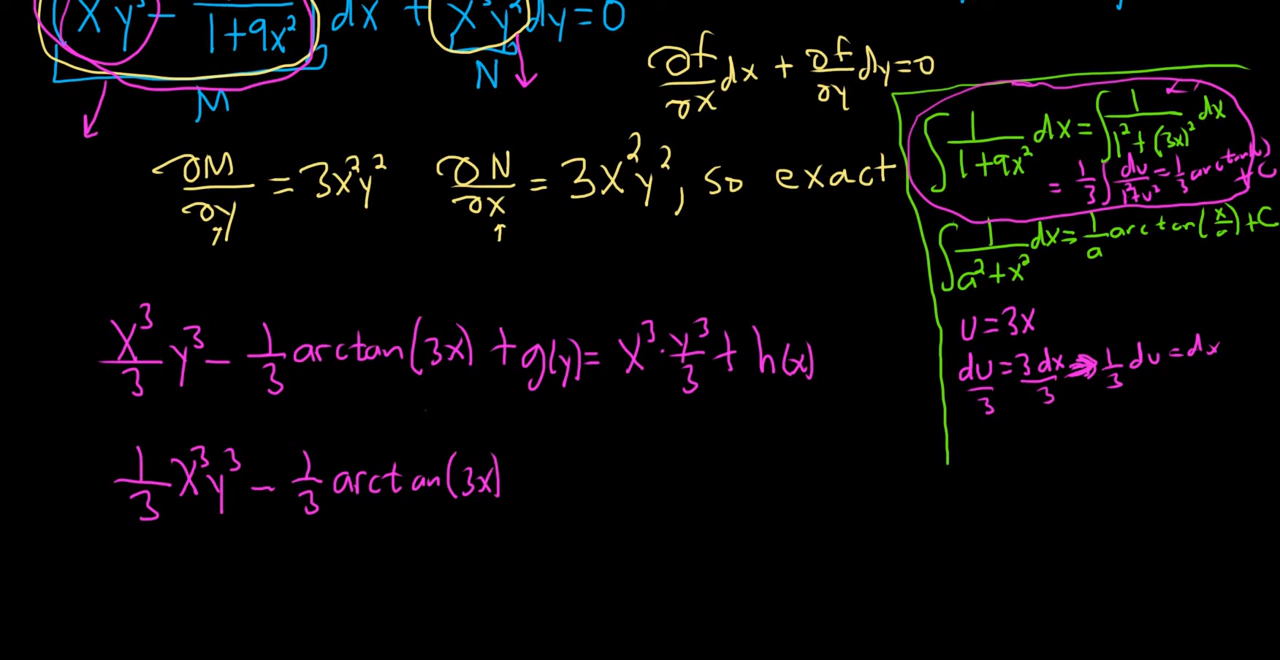 (x²y³ - 1/(1+9x²)) dx + x³y² dy = 0
M
N
∂f/∂x dx + ∂f/∂y dy = 0
∂M/∂y = 3x²y² ∂N/∂x = 3x²y², so exact
∫ 1/(1+9x²) dx = ∫ 1/(1²+(3x)²) dx
= 1/3 ∫ du/(1²+u²) = 1/3 arctan(u) + C
∫ 1/(a²+x²) dx = 1/a arctan(x/a) + C
u = 3x
du/3 = 3dx/3 ⇒ 1/3 du = dx
x³/3 y³ - 1/3 arctan(3x) + g(y) = x³ · y³/3 + h(x)
1/3 x³y³ - 1/3 arctan(3x)